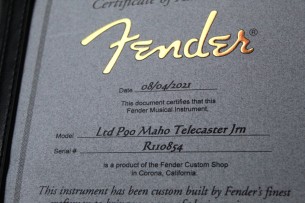 Certificate of
Fender
Date 08/04/2021
This document certifies that this
Fender Musical Instrument,
Model: Ltd P90 Maho Telecaster Jrn
Serial # R110854
is a product of the Fender Custom Shop
in Corona, California.
This instrument has been custom built by Fender's finest